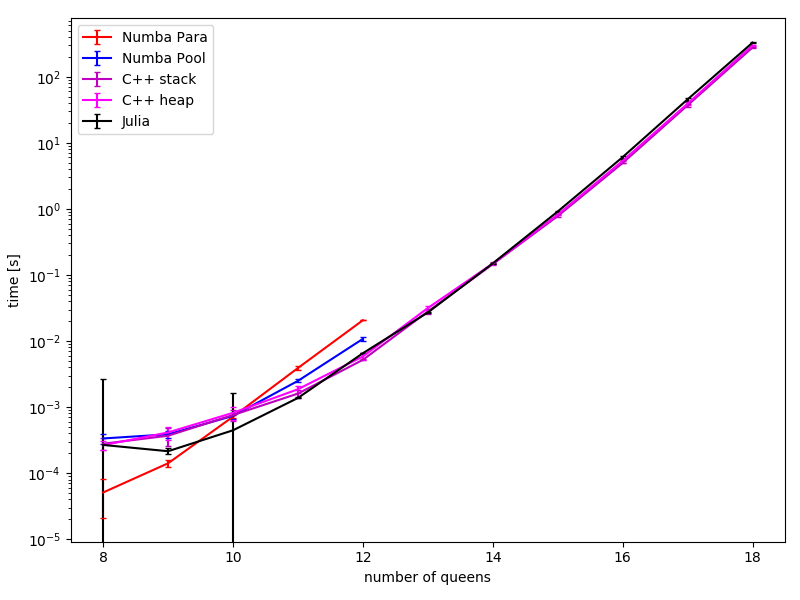 Numba Para
Numba Pool
C++ stack
C++ heap
Julia
10²
10¹
10⁰
10⁻¹
10⁻²
10⁻³
10⁻⁴
10⁻⁵
time [s]
8 10 12 14 16 18
number of queens